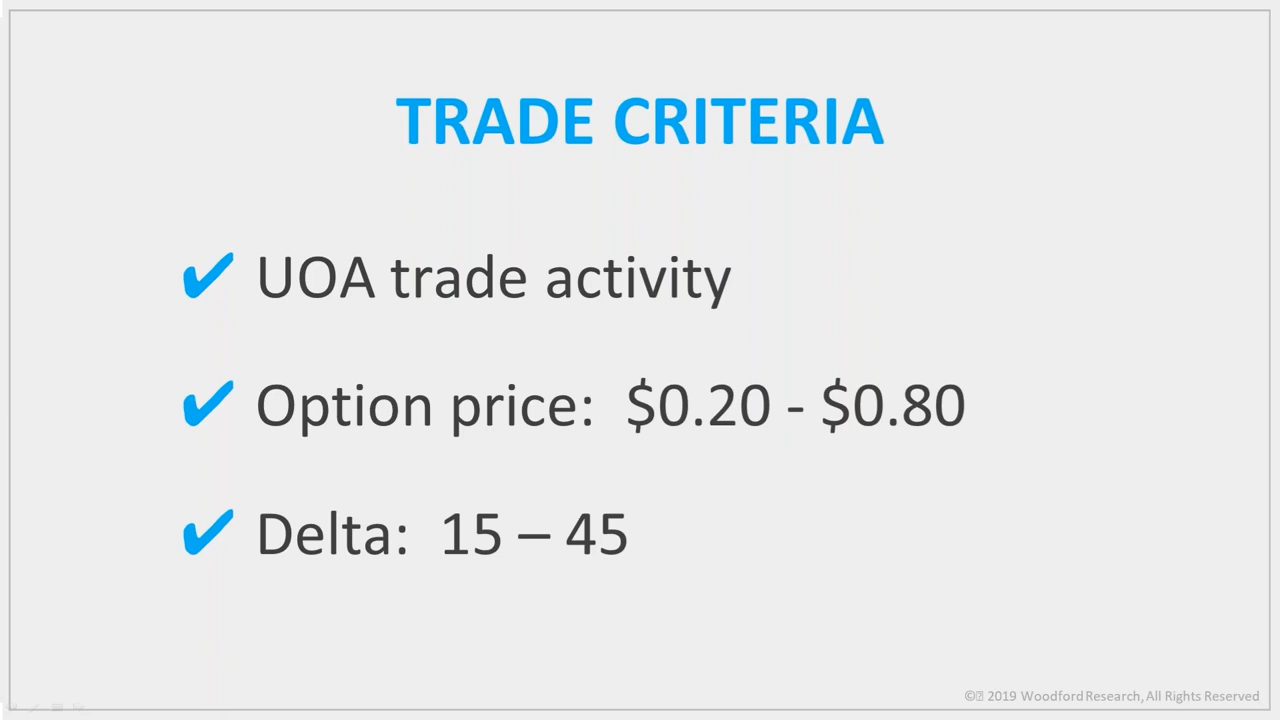 TRADE CRITERIA
✔ UOA trade activity
✔ Option price: $0.20 - $0.80
✔ Delta: 15 – 45
© 2019 Woodford Research, All Rights Reserved